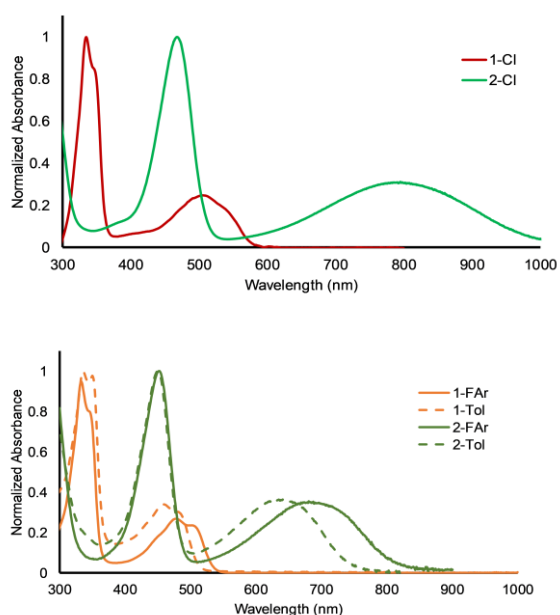 Normalized Absorbance
1
0.8
0.6
0.4
0.2
0
1-Cl
2-Cl
300 400 500 600 700 800 900 1000
Wavelength (nm)
Normalized Absorbance
1
0.8
0.6
0.4
0.2
0
1-FAr
1-Tol
2-FAr
2-Tol
300 400 500 600 700 800 900 1000
Wavelength (nm)